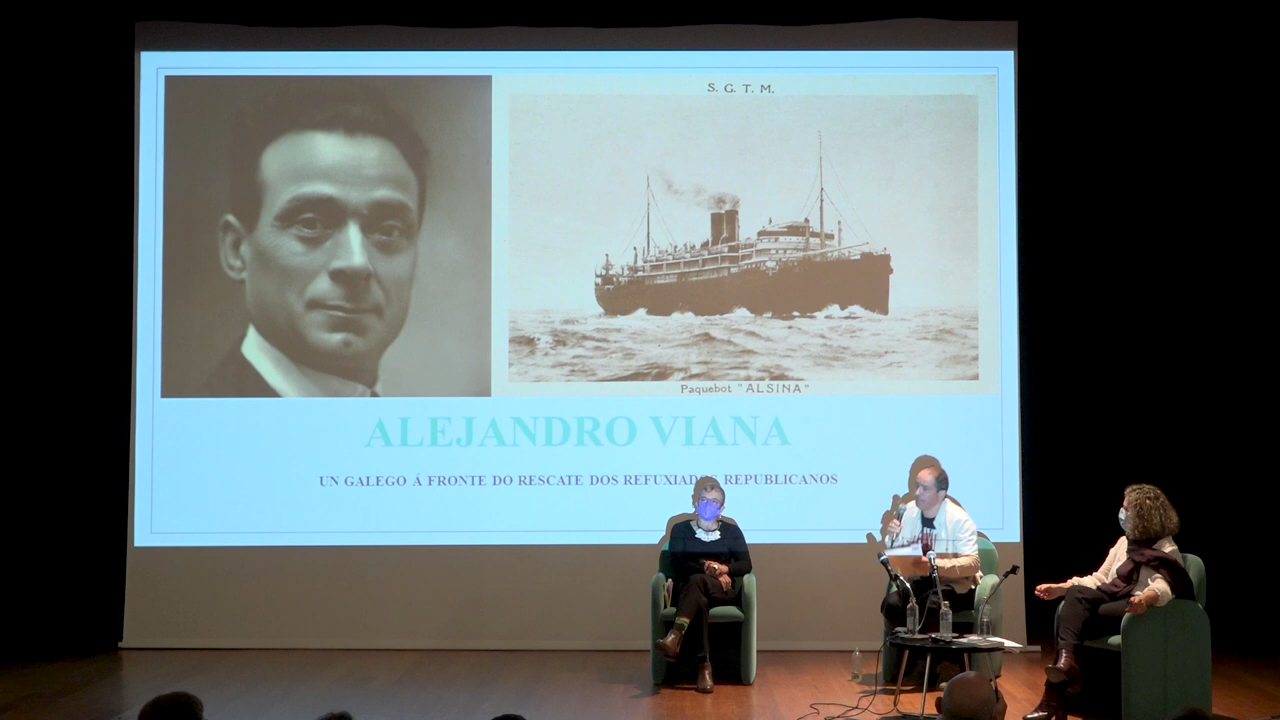 S. G. T. M.
Paquebot "ALSINA"
ALEJANDRO VIANA
UN GALEGO Á FRONTE DO RESCATE DOS REFUXIADOS REPUBLICANOS